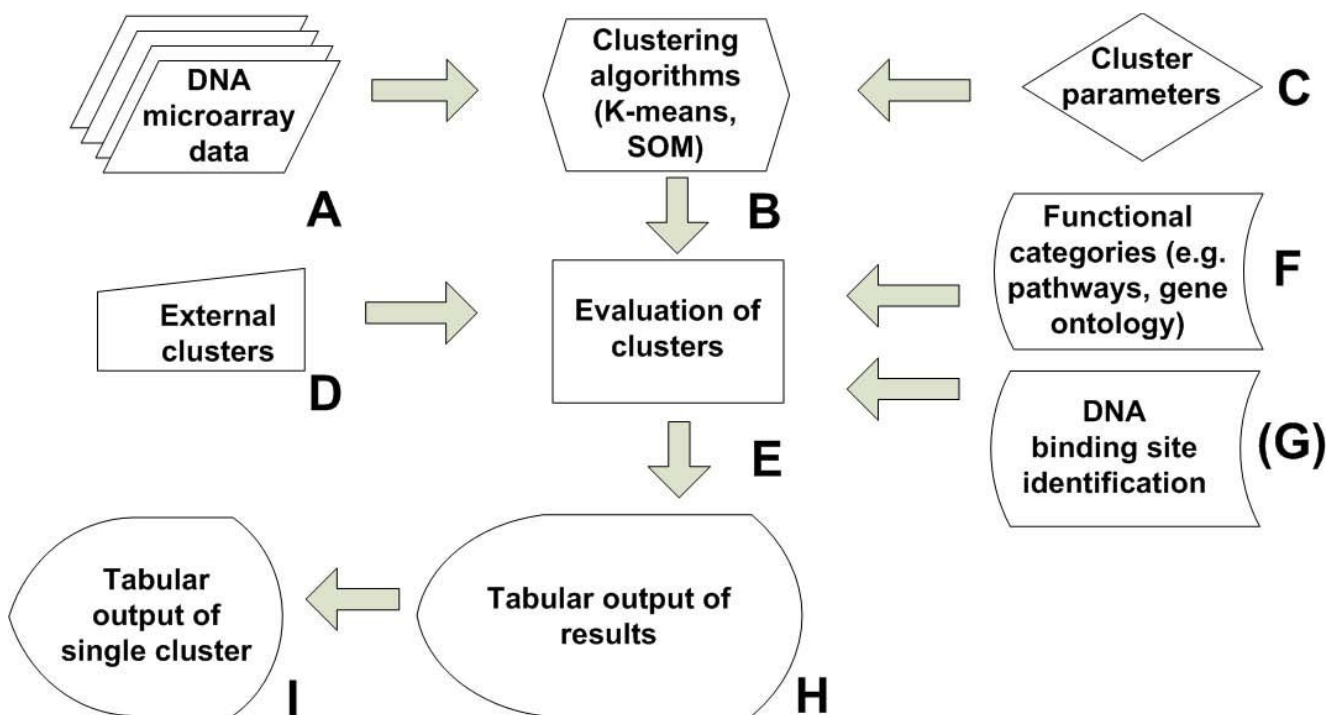 DNA
microarray
data
A
Clustering
algorithms
(K-means,
SOM)
B
Cluster
parameters
C
External
clusters
D
Evaluation of
clusters
E
Functional
categories (e.g.
pathways, gene
ontology)
F
DNA
binding site
identification
(G)
Tabular
output of
single cluster
I
Tabular output of
results
H